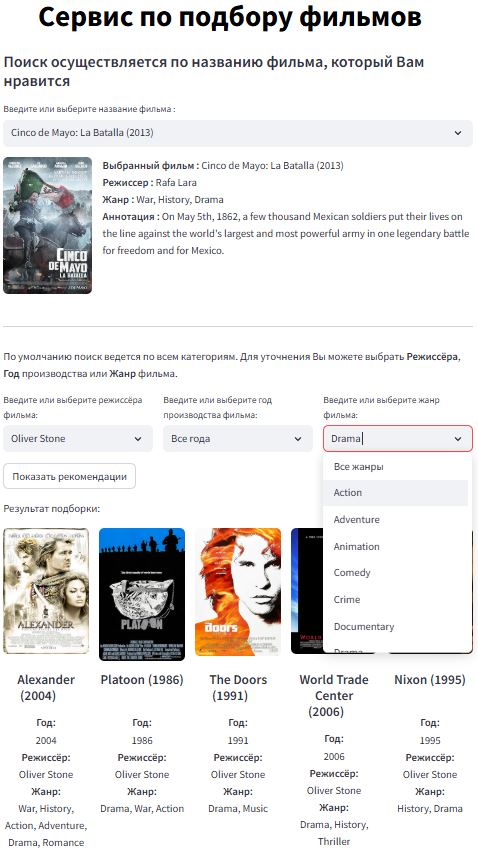 Сервис по подбору фильмов
Поиск осуществляется по названию фильма, который Вам
нравится
Введите или выберите название фильма :
Cinco de Mayo: La Batalla (2013)
CINCO
DE MAYO
LA BATALLA
Выбранный фильм : Cinco de Mayo: La Batalla (2013)
Режиссер : Rafa Lara
Жанр : War, History, Drama
Аннотация : On May 5th, 1862, a few thousand Mexican soldiers put their lives on
the line against the world's largest and most powerful army in one legendary battle
for freedom and for Mexico.
По умолчанию поиск ведется по всем категориям. Для уточнения Вы можете выбрать Режиссёра,
Год производства или Жанр фильма.
Введите или выберите режиссёра
фильма:
Oliver Stone
Введите или выберите год
производства фильма:
Все года
Введите или выберите жанр
фильма:
Drama
Все жанры
Action
Adventure
Animation
Comedy
Crime
Documentary
Drama
Показать рекомендации
Результат подборки:
ALEXANDER
PLATOON
the doors
WORLD TRADE
Alexander
(2004)
Год:
2004
Режиссёр:
Oliver Stone
Жанр:
War, History,
Action, Adventure,
Drama, Romance
Platoon (1986)
Год:
1986
Режиссёр:
Oliver Stone
Жанр:
Drama, War, Action
The Doors
(1991)
Год:
1991
Режиссёр:
Oliver Stone
Жанр:
Drama, Music
World Trade
Center
(2006)
Год:
2006
Режиссёр:
Oliver Stone
Жанр:
Drama, History,
Thriller
Nixon (1995)
Год:
1995
Режиссёр:
Oliver Stone
Жанр:
History, Drama